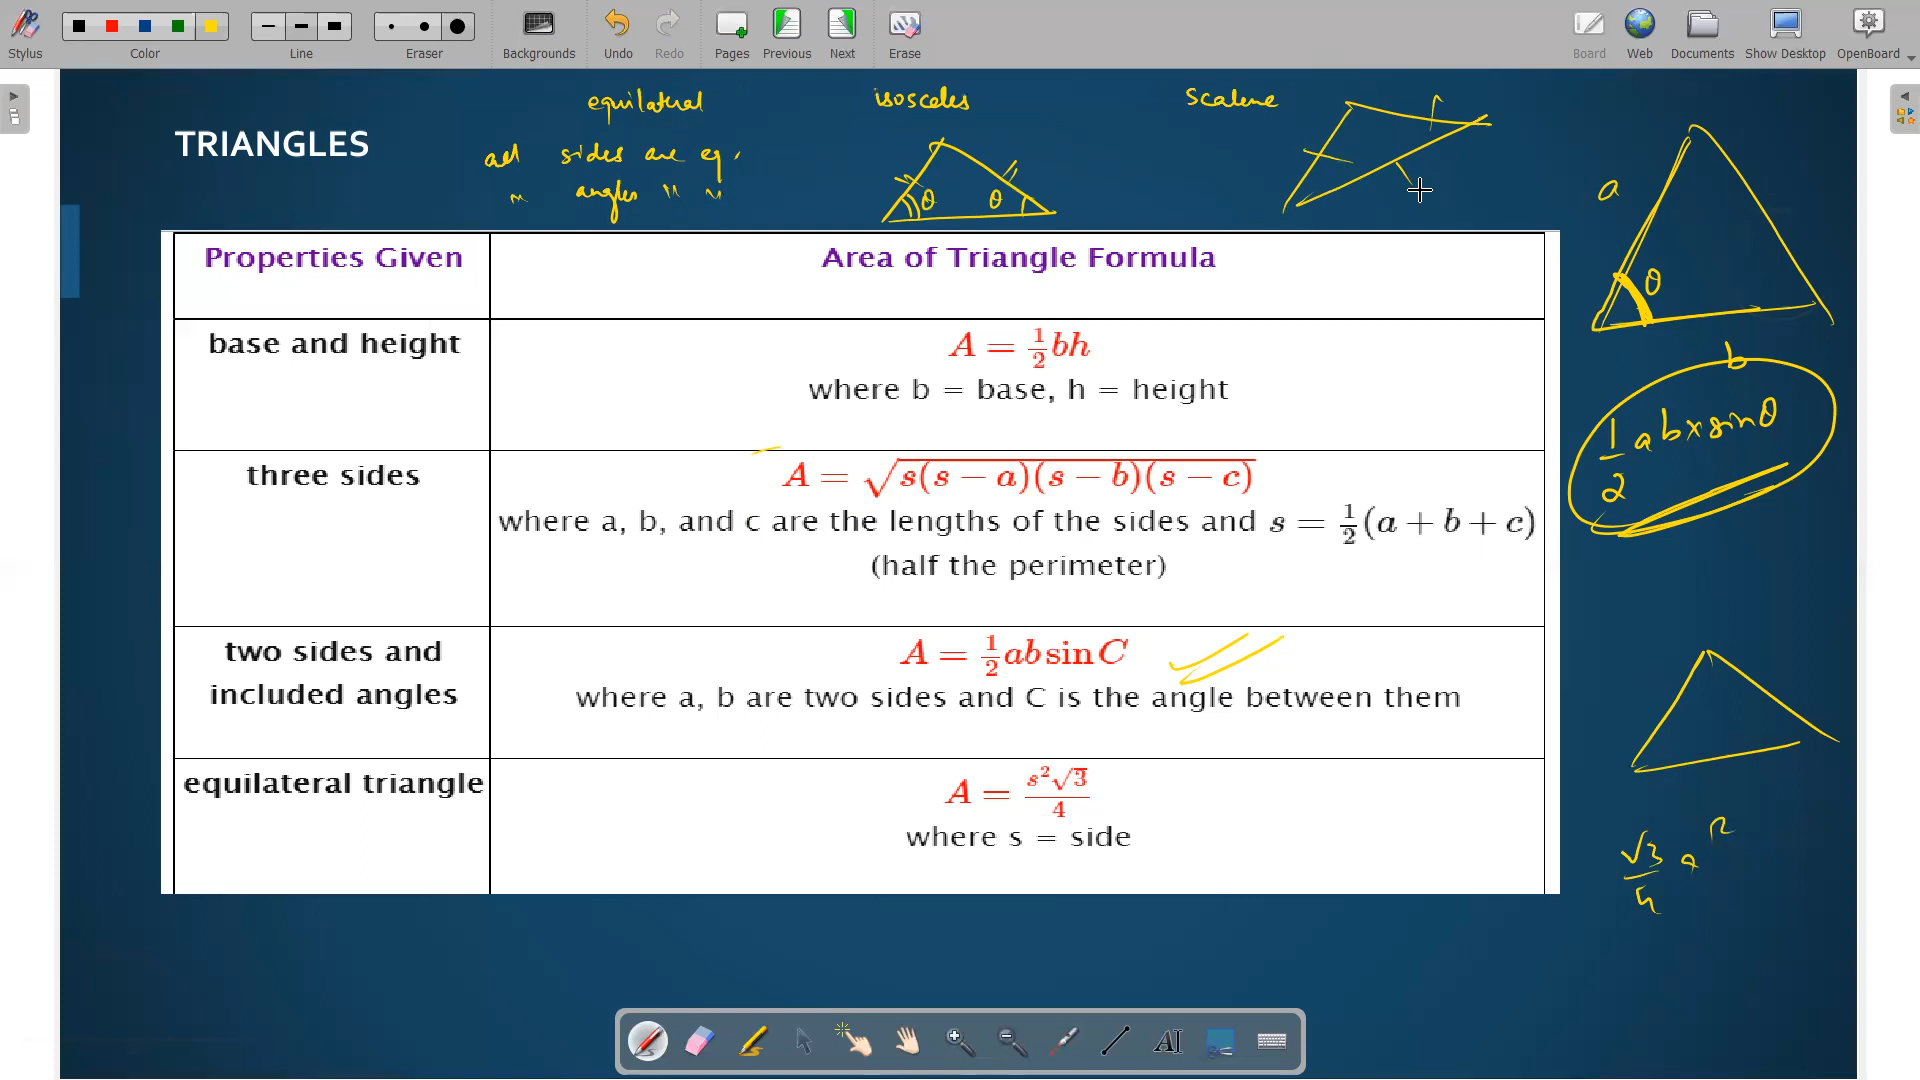 Stylus Color Line Eraser Backgrounds Undo Redo Pages Previous Next Erase Board Web Documents Show Desktop OpenBoard
equilateral isosceles Scalene
TRIANGLES
all sides are eq.
" angles " "
θ θ
a
θ
b
1/2 ab×sinθ
Properties Given Area of Triangle Formula
base and height A = 1/2 bh
where b = base, h = height
three sides A = √s(s − a)(s − b)(s − c)
where a, b, and c are the lengths of the sides and s = 1/2 (a + b + c)
(half the perimeter)
two sides and A = 1/2 ab sin C
included angles where a, b are two sides and C is the angle between them
equilateral triangle A = s²√3/4
where s = side
√3/4 a²
AI